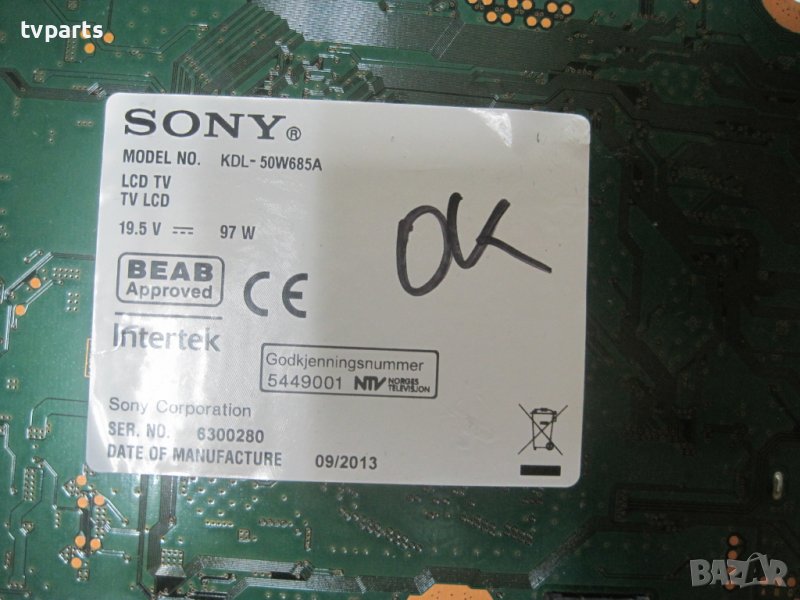 tvparts
SONY®
MODEL NO. KDL- 50W685A
LCD TV
TV LCD
19.5 V ⎓ 97 W
BEAB
Approved
CE
Intertek
Godkjenningsnummer
5449001 NTV NORGES
TELEVISJON
OK
Sony Corporation
SER. NO. 6300280
DATE OF MANUFACTURE 09/2013
BAZAR